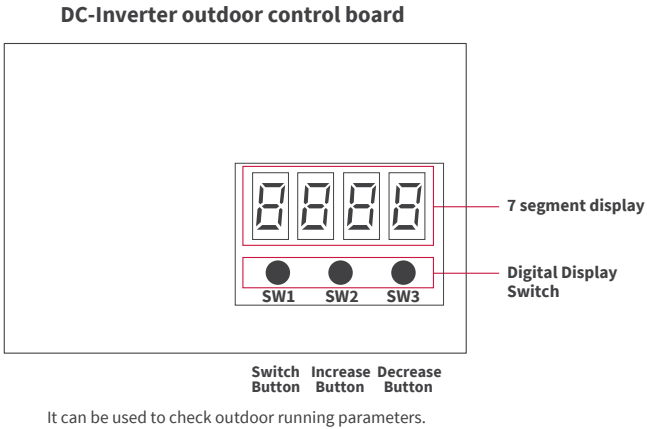 DC-Inverter outdoor control board
8888
7 segment display
Digital Display
Switch
SW1 SW2 SW3
Switch Increase Decrease
Button Button Button
It can be used to check outdoor running parameters.